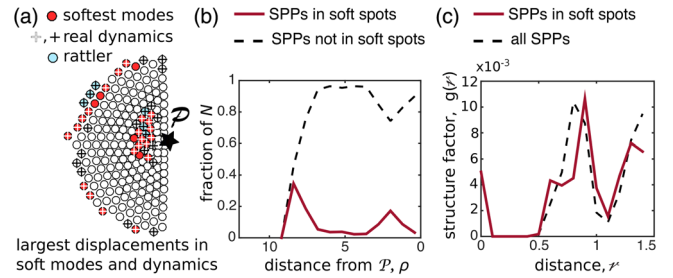 (a)
softest modes
+,+ real dynamics
rattler
𝒫
largest displacements in
soft modes and dynamics
(b)
SPPs in soft spots
SPPs not in soft spots
fraction of N
1
0.8
0.6
0.4
0.2
0
10
5
0
distance from 𝒫, ρ
(c)
SPPs in soft spots
all SPPs
x10⁻³
structure factor, g(𝓇)
12
10
8
6
4
2
0
0
0.5
1
1.5
distance, 𝓇